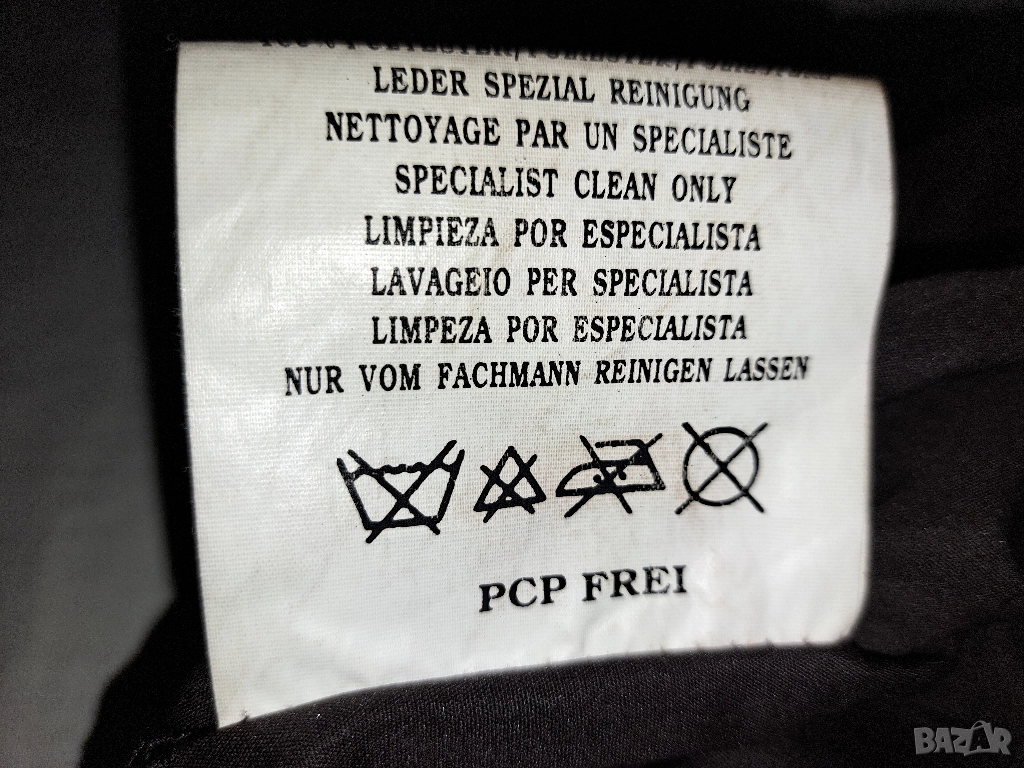 LEDER SPEZIAL REINIGUNG
NETTOYAGE PAR UN SPECIALISTE
SPECIALIST CLEAN ONLY
LIMPIEZA POR ESPECIALISTA
LAVAGEIO PER SPECIALISTA
LIMPEZA POR ESPECIALISTA
NUR VOM FACHMANN REINIGEN LASSEN
PCP FREI
BAZAR